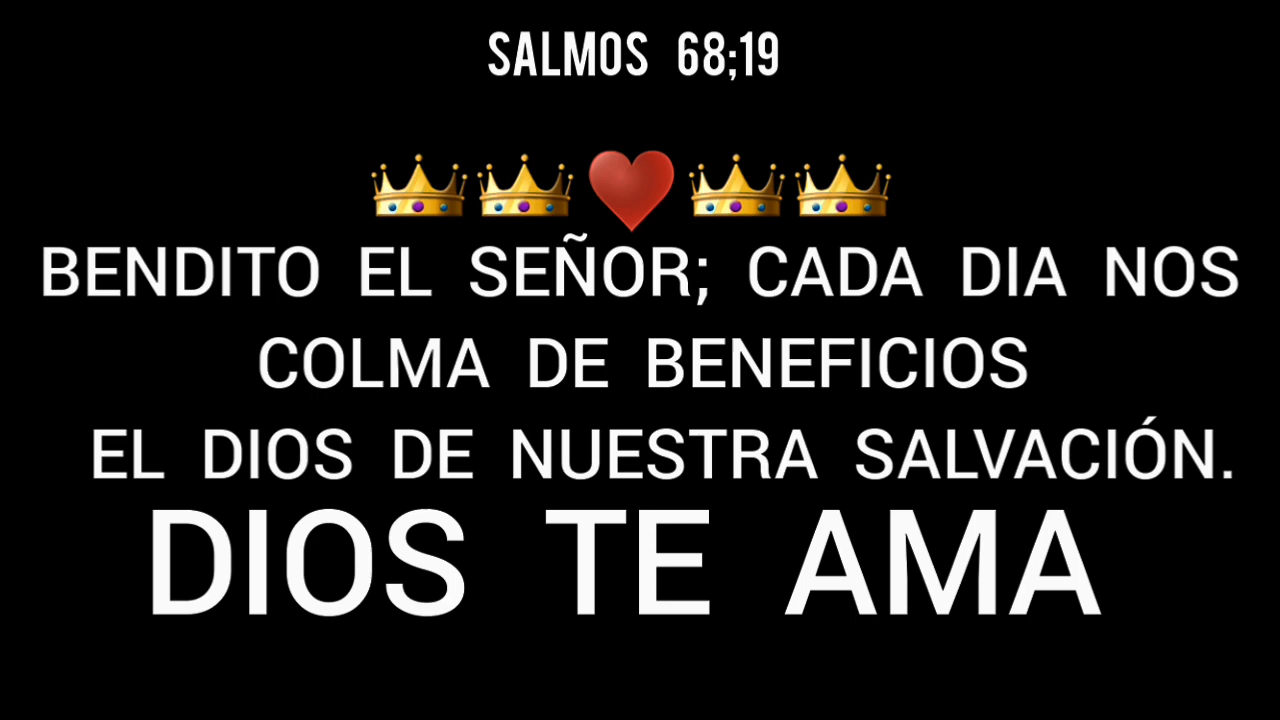 SALMOS 68;19
BENDITO EL SEÑOR; CADA DIA NOS
COLMA DE BENEFICIOS
EL DIOS DE NUESTRA SALVACIÓN.
DIOS TE AMA